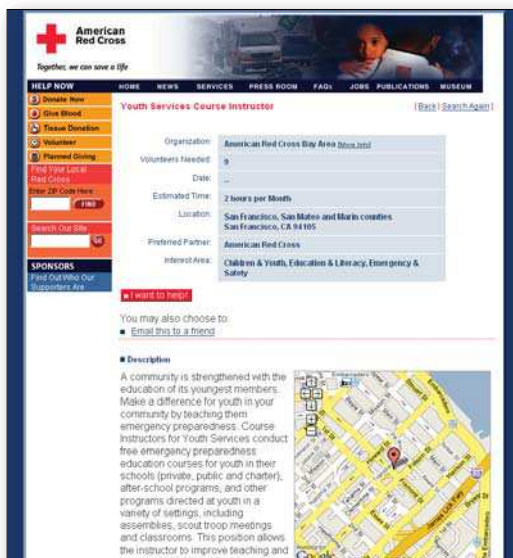 American
Red Cross
Together, we can save a life
HELP NOW
HOME NEWS SERVICES PRESS ROOM FAQs JOBS PUBLICATIONS MUSEUM
Donate Now
Give Blood
Tissue Donation
Volunteer
Planned Giving
Find Your Local
Red Cross
Enter ZIP Code Here:
FIND
Search Our Site
GO
SPONSORS
Find Out Who Our
Supporters Are
Youth Services Course Instructor
[Back | Search Again]
Organization: American Red Cross Bay Area [More Info]
Volunteers Needed: 9
Date: --
Estimated Time: 2 hours per Month
Location: San Francisco, San Mateo and Marin counties
San Francisco, CA 94105
Preferred Partner: American Red Cross
Interest Area: Children & Youth, Education & Literacy, Emergency &
Safety
I want to help!
You may also choose to:
Email this to a friend
Description
A community is strengthened with the
education of its youngest members.
Make a difference for youth in your
community by teaching them
emergency preparedness. Course
Instructors for Youth Services conduct
free emergency preparedness
education courses for youth in their
schools (private, public and charter),
after-school programs, and other
programs directed at youth in a
variety of settings, including
assemblies, scout troop meetings
and classrooms. This position allows
the instructor to improve teaching and
Google